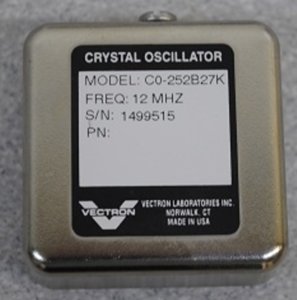 CRYSTAL OSCILLATOR
MODEL: C0-252B27K
FREQ: 12 MHZ
S/N: 1499515
PN:
VECTRON
VECTRON LABORATORIES INC.
NORWALK, CT
MADE IN USA